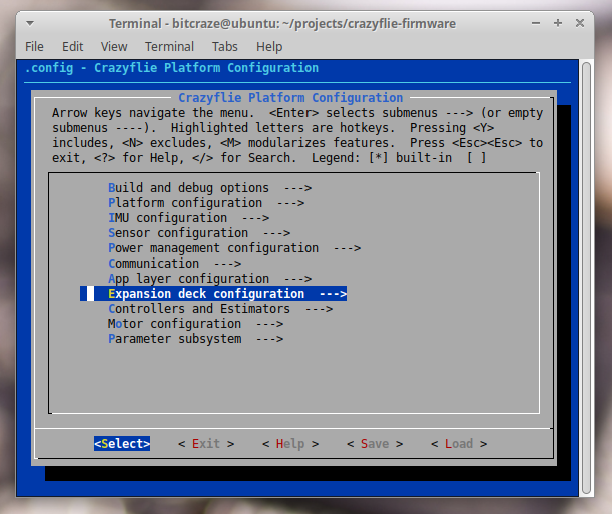 Terminal - bitcraze@ubuntu: ~/projects/crazyflie-firmware
File Edit View Terminal Tabs Help
.config - Crazyflie Platform Configuration
Crazyflie Platform Configuration
Arrow keys navigate the menu. <Enter> selects submenus ---> (or empty
submenus ----). Highlighted letters are hotkeys. Pressing <Y>
includes, <N> excludes, <M> modularizes features. Press <Esc><Esc> to
exit, <?> for Help, </> for Search. Legend: [*] built-in [ ]
Build and debug options --->
Platform configuration --->
IMU configuration --->
Sensor configuration --->
Power management configuration --->
Communication --->
App layer configuration --->
Expansion deck configuration --->
Controllers and Estimators --->
Motor configuration --->
Parameter subsystem --->
<Select> < Exit > < Help > < Save > < Load >